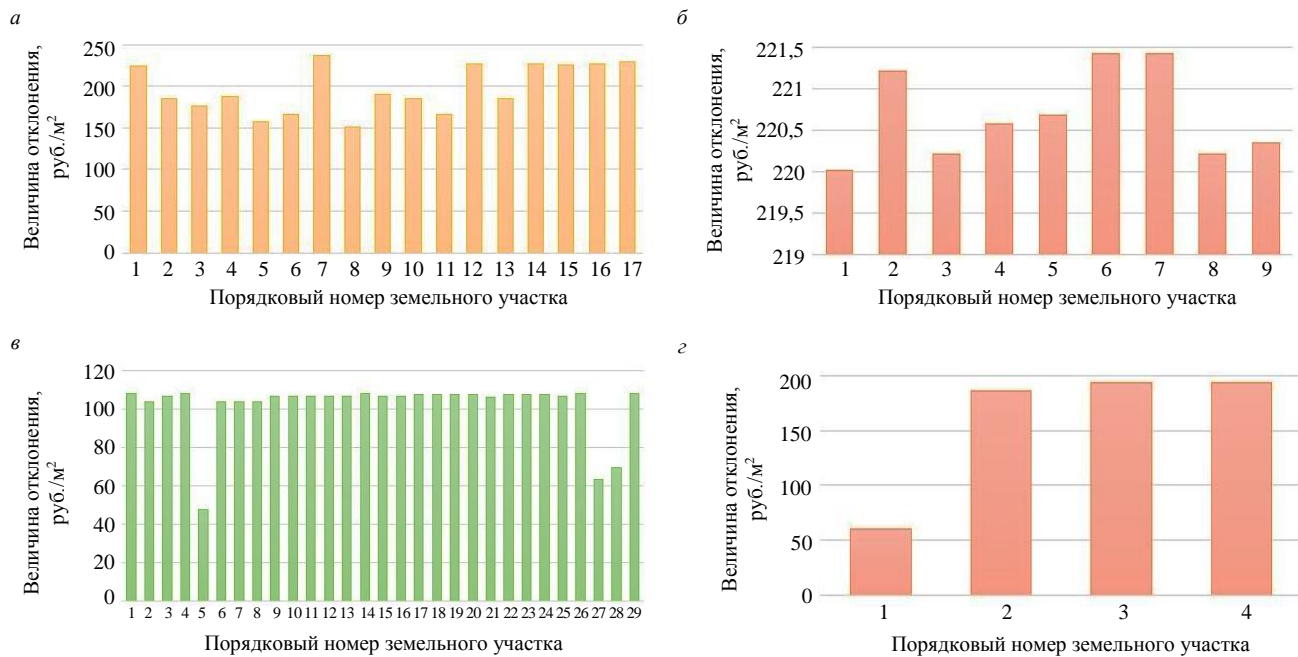 а
Величина отклонения,
руб./м²
250
200
150
100
50
0
1 2 3 4 5 6 7 8 9 10 11 12 13 14 15 16 17
Порядковый номер земельного участка
б
Величина отклонения,
руб./м²
221,5
221
220,5
220
219,5
219
1 2 3 4 5 6 7 8 9
Порядковый номер земельного участка
в
Величина отклонения,
руб./м²
120
100
80
60
40
20
0
1 2 3 4 5 6 7 8 9 10 11 12 13 14 15 16 17 18 19 20 21 22 23 24 25 26 27 28 29
Порядковый номер земельного участка
г
Величина отклонения,
руб./м²
200
150
100
50
0
1 2 3 4
Порядковый номер земельного участка